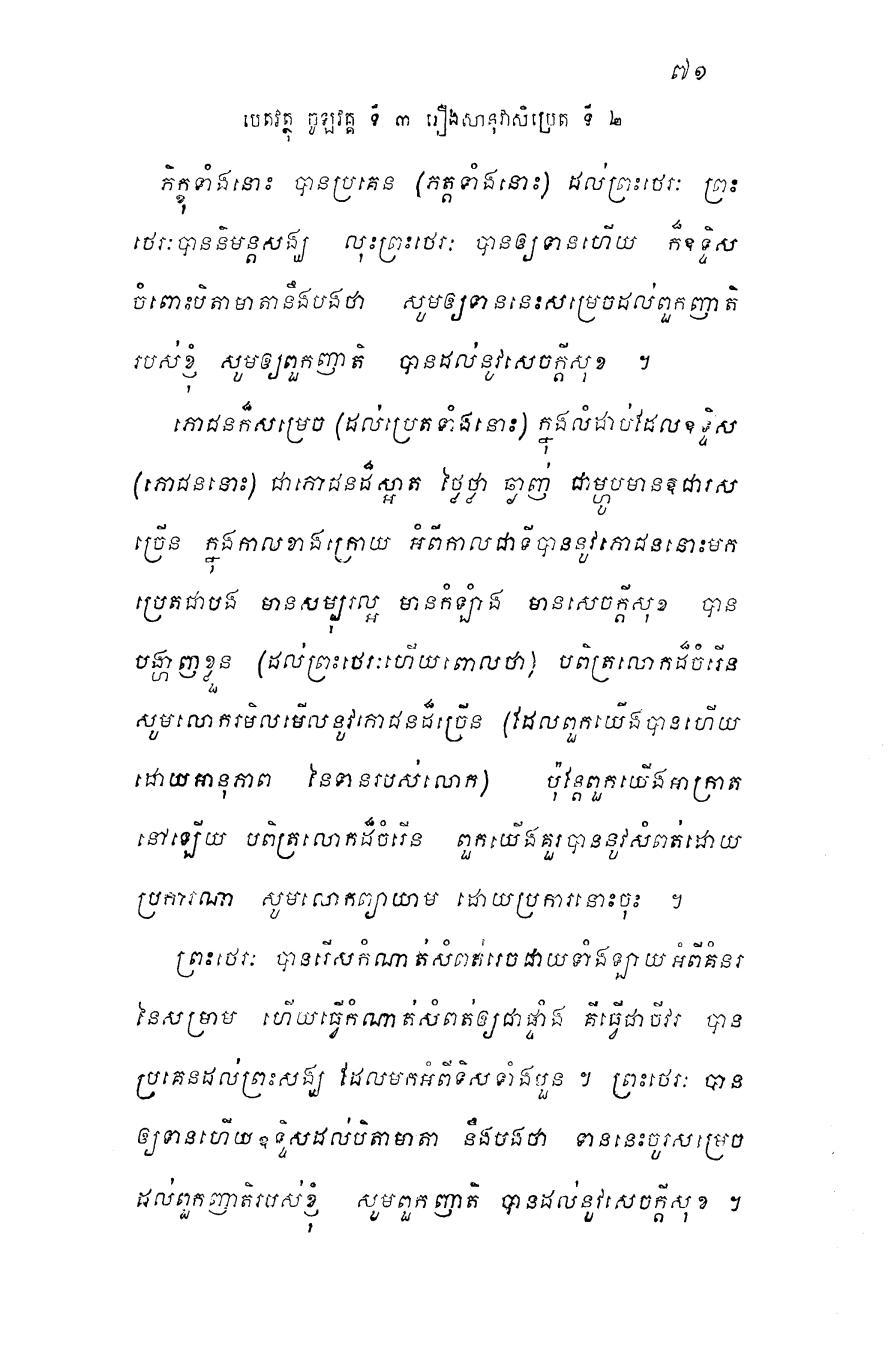 ៧១
បេតវត្ថុ ចូឡវគ្គ ទី ៣ រឿងសានុវាសិប្រេត ទី ២
ភិក្ខុទាំងនោះ បានប្រគេន (ភត្តទាំងនោះ) ដល់ព្រះថេរៈ ព្រះ
ថេរៈបាននិមន្តសង្ឃ លុះព្រះថេរៈ បានឲ្យទានហើយ ក៏ឧទ្ទិស
ចំពោះបិតាមាតានឹងបងថា សូមឲ្យទាននេះសម្រេចដល់ពួកញាតិ
របស់ខ្ញុំ សូមឲ្យពួកញាតិ បានដល់នូវសេចក្តីសុខ ។
ភោជនក៏សម្រេច (ដល់ប្រេតទាំងនោះ) ក្នុងលំដាប់ដែលឧទ្ទិស
(ភោជននោះ) ជាភោជនដ៏ស្អាត ថ្លៃថ្លា ឆ្ងាញ់ ជាម្ហូបមានឱជារស
ច្រើន ក្នុងកាលខាងក្រោយ អំពីកាលជាទីបាននូវភោជននោះមក
ប្រេតជាបង មានសម្បុរល្អ មានកំឡាំង មានសេចក្តីសុខ បាន
បង្ហាញខ្លួន (ដល់ព្រះថេរៈហើយពោលថា) បពិត្រលោកដ៏ចំរើន
សូមលោករមិលមើលនូវភោជនដ៏ច្រើន (ដែលពួកយើងបានហើយ
ដោយអានុភាព នៃទានរបស់លោក) ប៉ុន្តែពួកយើងអាក្រាត
នៅឡើយ បពិត្រលោកដ៏ចំរើន ពួកយើងគួរបាននូវសំពត់ដោយ
ប្រការណា សូមលោកព្យាយាម ដោយប្រការនោះចុះ ។
ព្រះថេរៈ បានរើសកំណាត់សំពត់រេចដាយទាំងឡាយអំពីគំនរ
នៃសម្រាម ហើយធ្វើកំណាត់សំពត់ឲ្យជាផ្ទាំង គឺធ្វើជាចីវរ បាន
ប្រគេនដល់ព្រះសង្ឃ ដែលមកអំពីទិសទាំងបួន ។ ព្រះថេរៈ បាន
ឲ្យទានហើយឧទ្ទិសដល់បិតាមាតា នឹងបងថា ទាននេះចូរសម្រេច
ដល់ពួកញាតិរបស់ខ្ញុំ សូមពួកញាតិ បានដល់នូវសេចក្តីសុខ ។